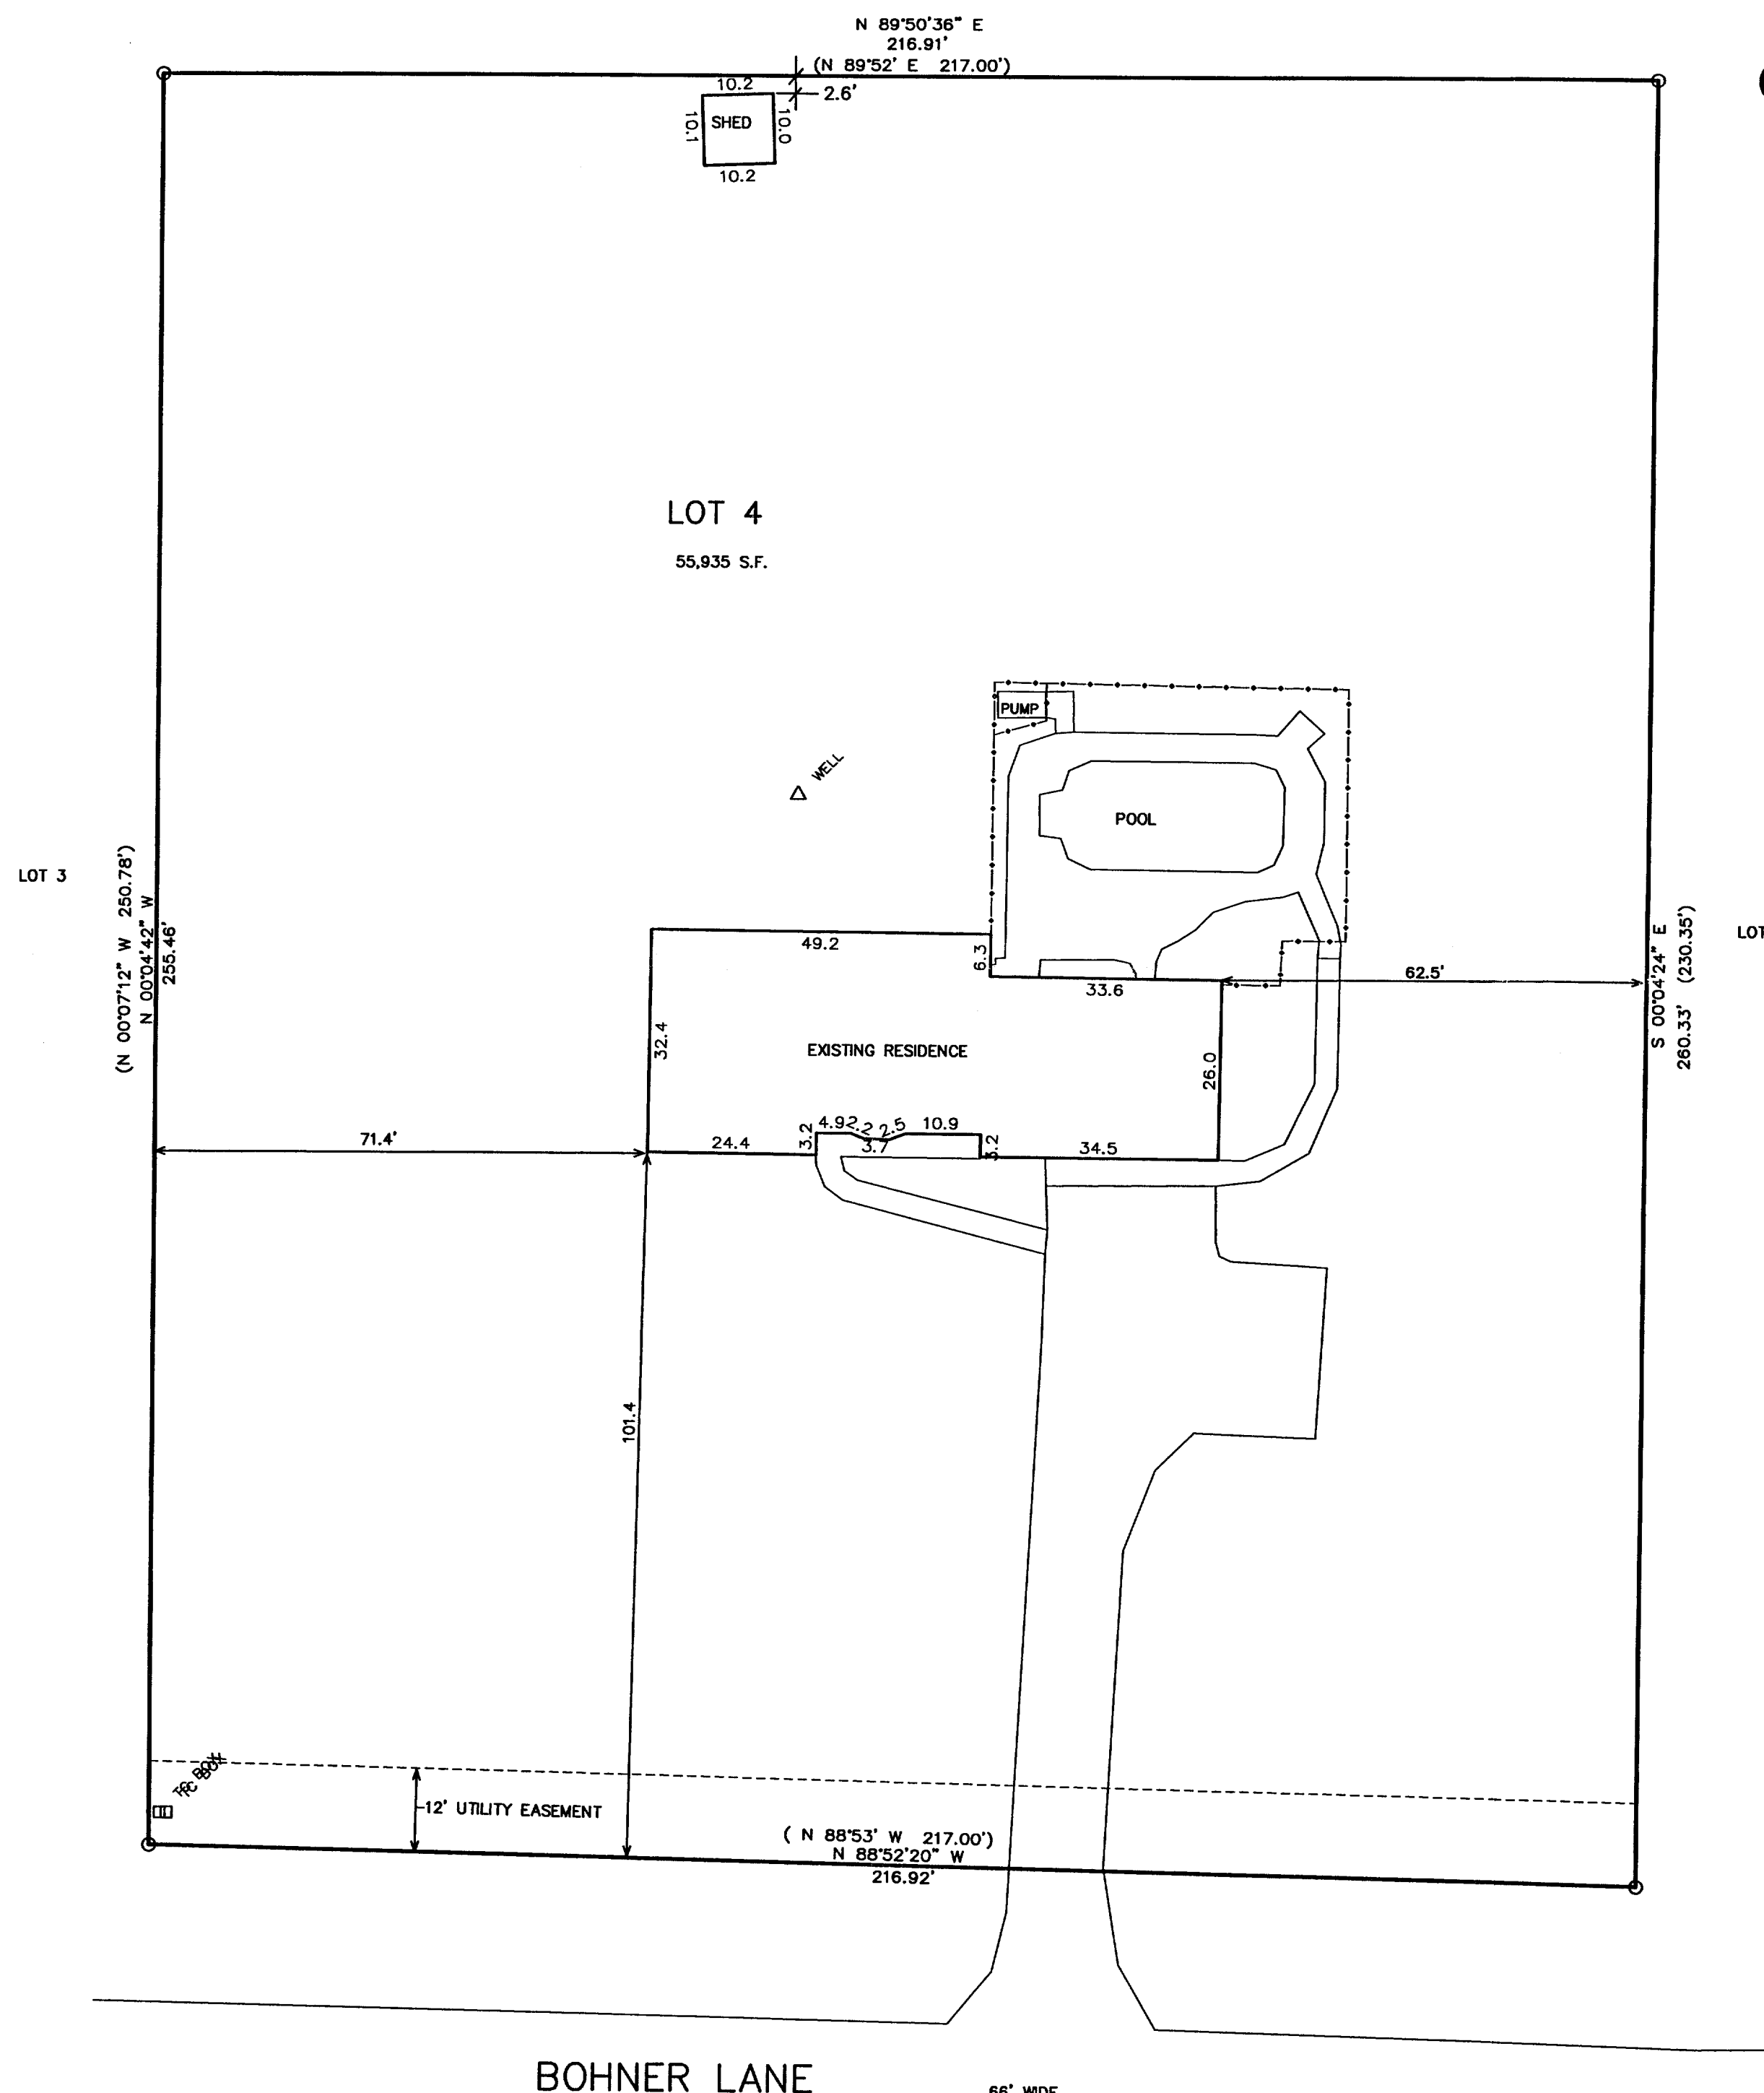 N 89°50'36" E
216.91'
(N 89°52' E 217.00')
10.2
2.6'
SHED
10.1
10.0
10.2
LOT 4
55,935 S.F.
PUMP
WELL
POOL
LOT 3
(N 00°07'12" W 250.78')
N 00°04'42" W
255.46'
LOT
S 00°04'24" E
260.33' (230.35')
49.2
6.3
33.6
62.5'
32.4
EXISTING RESIDENCE
26.0
71.4'
24.4
3.2
4.9
2.2
3.7
2.5
10.9
3.2
34.5
101.4
BOX
12' UTILITY EASEMENT
( N 88°53' W 217.00')
N 88°52'20" W
216.92'
BOHNER LANE
66' WIDE